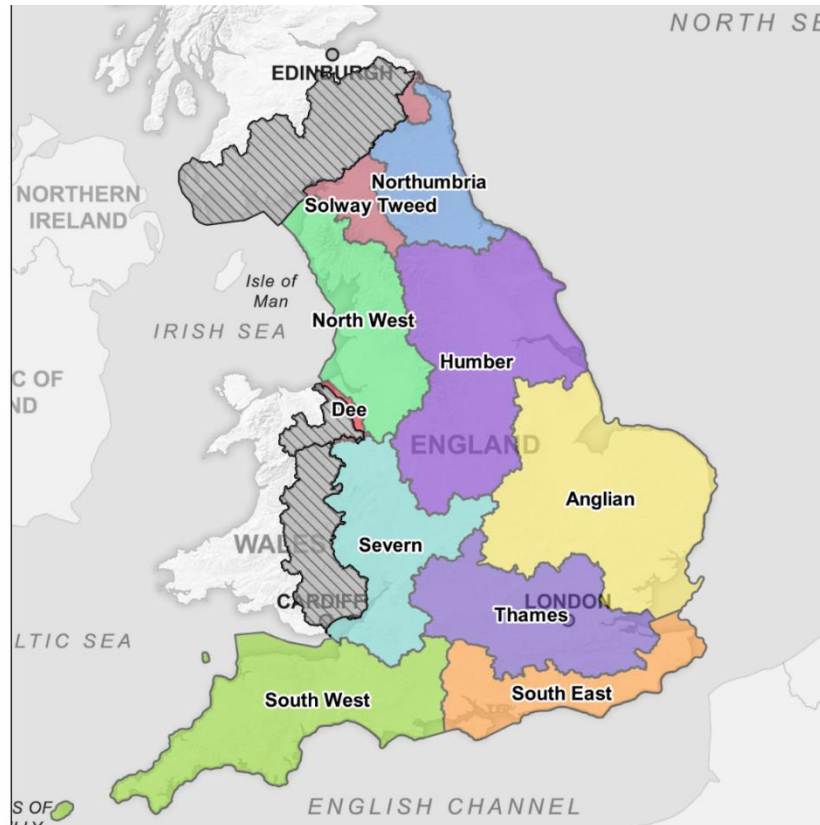 NORTH SE
EDINBURGH
NORTHERN
IRELAND
Northumbria
Solway Tweed
Isle of
Man
IRISH SEA
North West
Humber
C OF
ND
Dee
ENGLAND
Anglian
WALES
Severn
CARDIFF
LONDON
Thames
LTIC SEA
South West
South East
S OF
ENGLISH CHANNEL